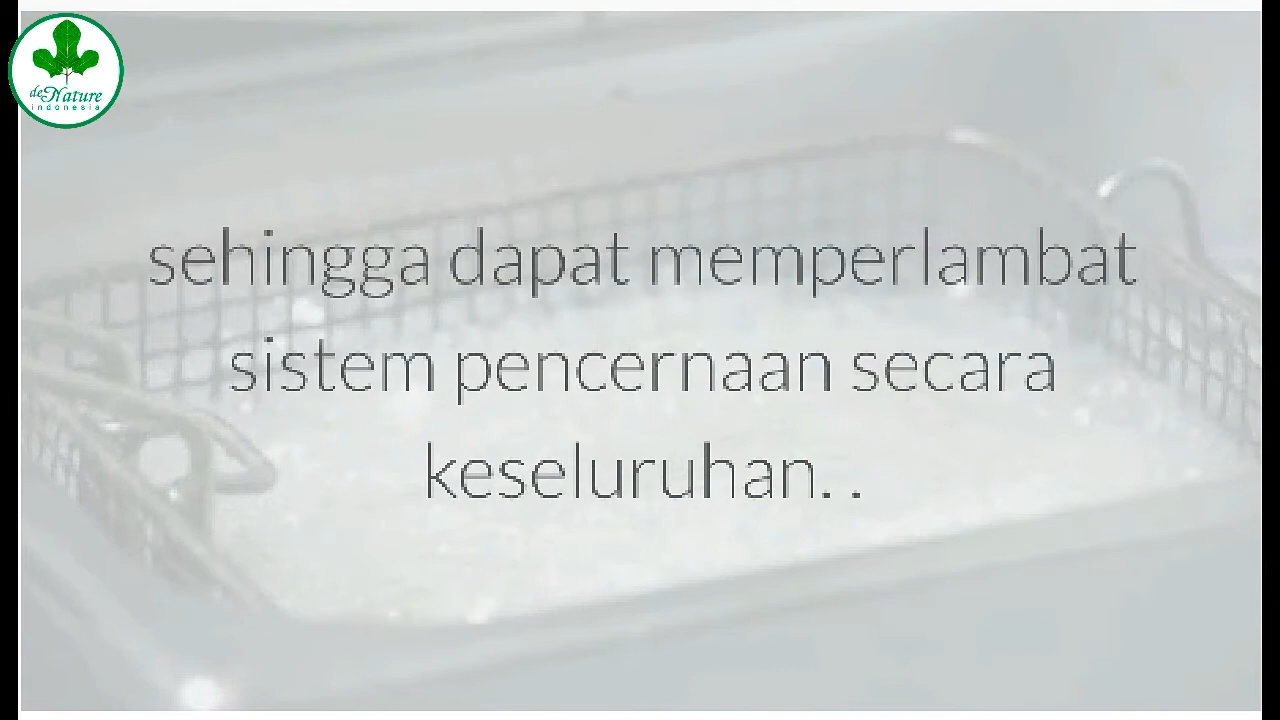 deNature
indonesia
sehingga dapat memperlambat
sistem pencernaan secara
keseluruhan. .